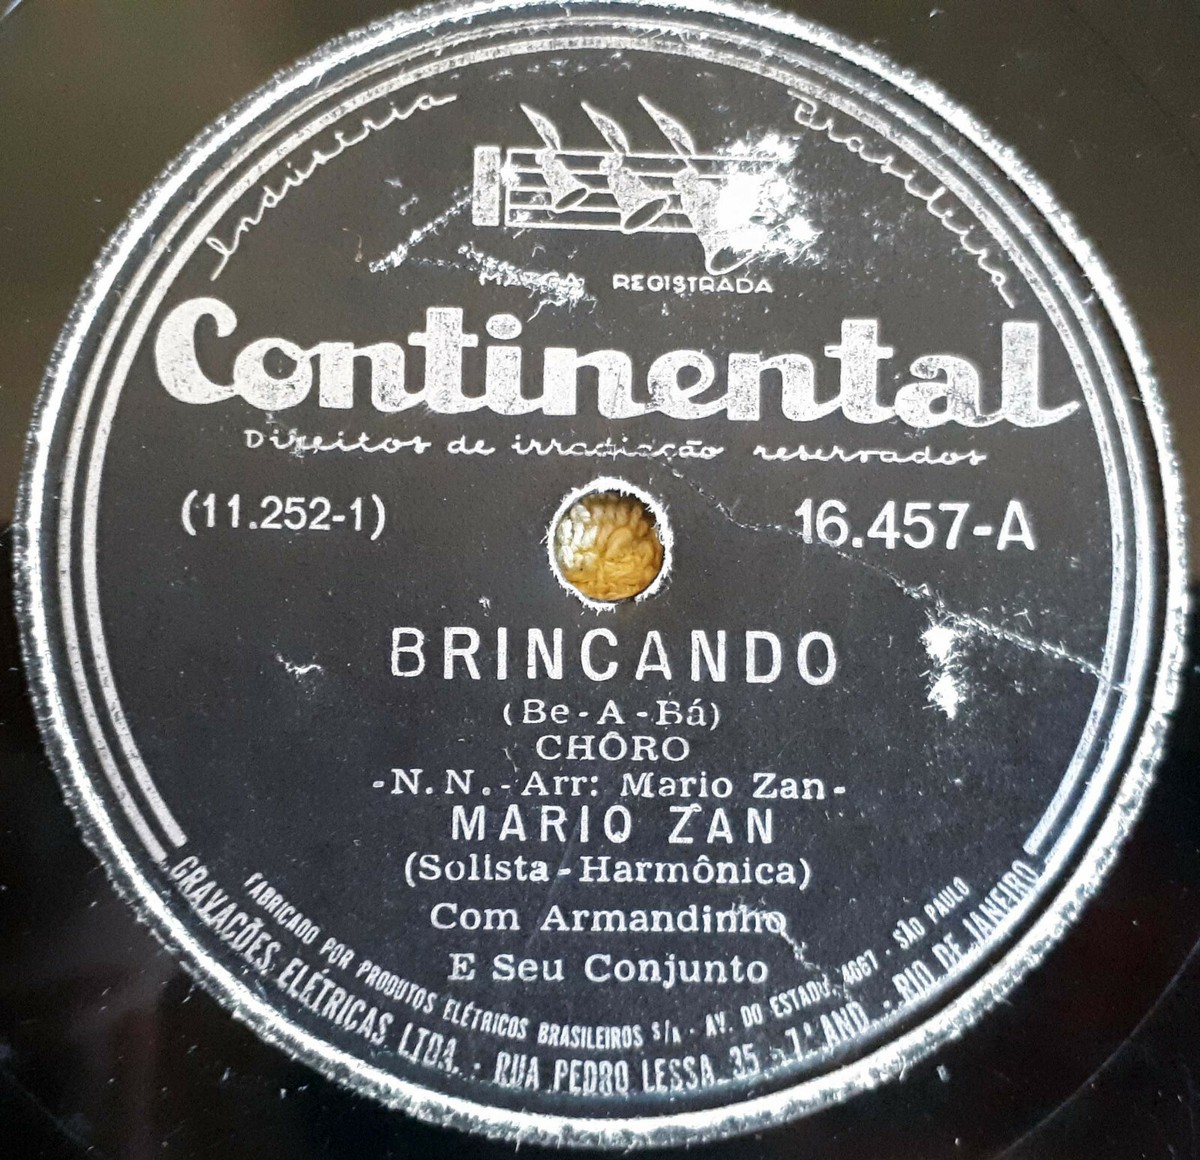 Indústria Brasileira
MARCA REGISTRADA
Continental
Direitos de irradiação reservados
(11.252-1)
16.457-A
BRINCANDO
(Be-A-Bá)
CHÔRO
-N.N.-Arr: Mario Zan-
MARIO ZAN
(Solista-Harmônica)
Com Armandinho
E Seu Conjunto
FABRICADO POR PRODUTOS ELÉTRICOS BRASILEIROS S/A - AV. DO ESTADO, 4667 - SÃO PAULO
GRAVAÇÕES ELÉTRICAS LTDA. - RUA PEDRO LESSA 35 - 7º AND. - RIO DE JANEIRO